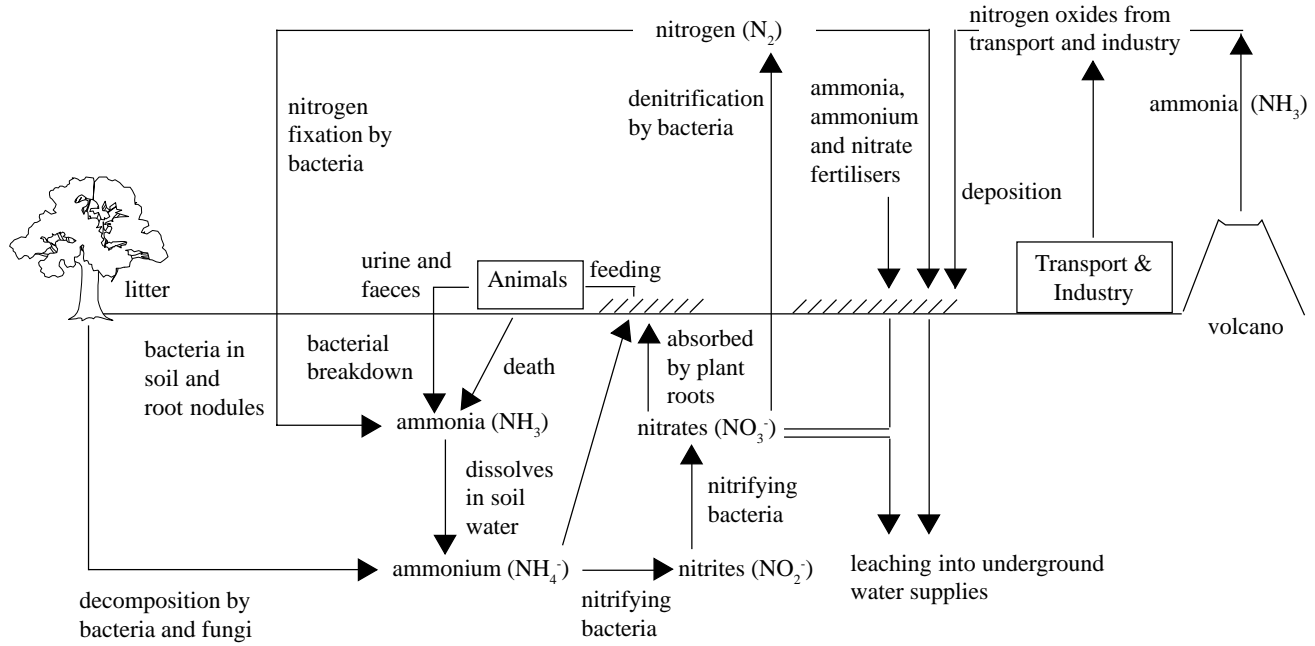 nitrogen (N₂)
nitrogen oxides from
transport and industry
nitrogen
fixation by
bacteria
denitrification
by bacteria
ammonia,
ammonium
and nitrate
fertilisers
ammonia (NH₃)
deposition
urine and
faeces
Animals
feeding
Transport &
Industry
litter
volcano
bacteria in
soil and
root nodules
bacterial
breakdown
death
absorbed
by plant
roots
ammonia (NH₃)
nitrates (NO₃⁻)
dissolves
in soil
water
nitrifying
bacteria
ammonium (NH₄⁻)
nitrites (NO₂⁻)
leaching into underground
water supplies
decomposition by
bacteria and fungi
nitrifying
bacteria